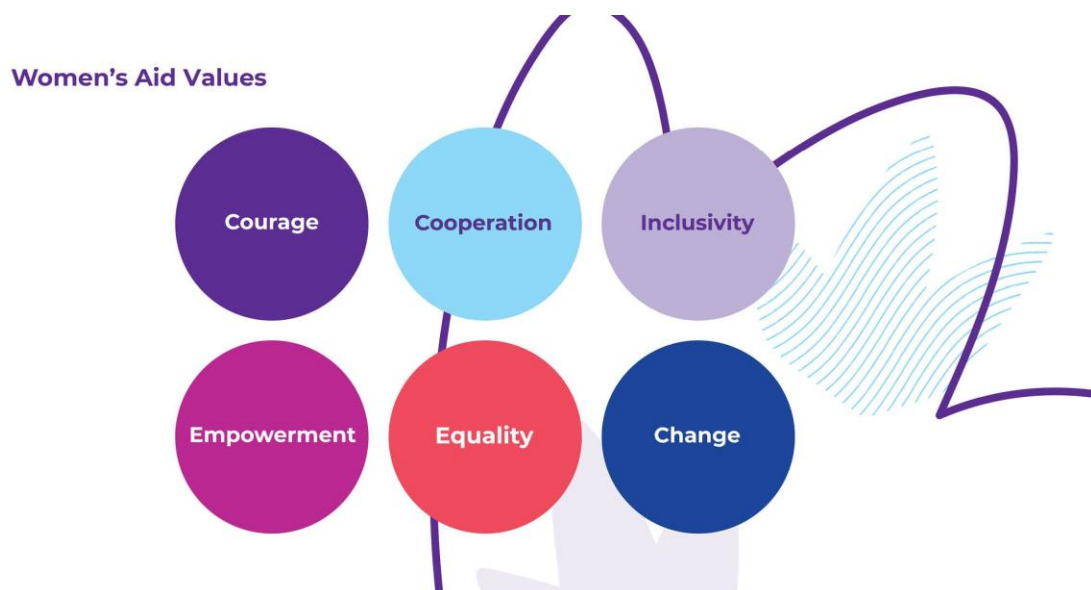 Women’s Aid Values
Courage
Cooperation
Inclusivity
Empowerment
Equality
Change